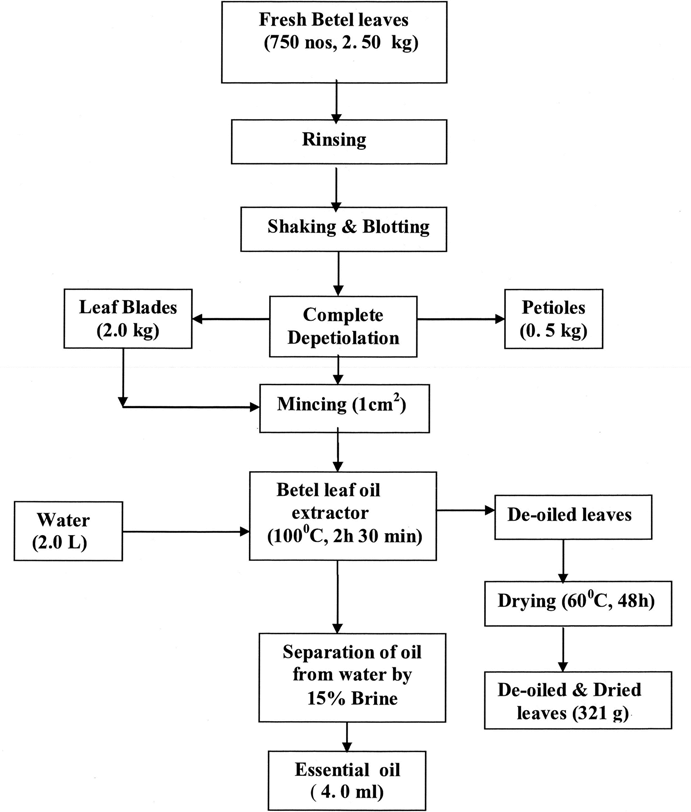 Fresh Betel leaves
(750 nos, 2. 50 kg)
Rinsing
Shaking & Blotting
Leaf Blades
(2.0 kg)
Complete
Depetiolation
Petioles
(0. 5 kg)
Mincing (1cm²)
Betel leaf oil
extractor
(100⁰C, 2h 30 min)
Water
(2.0 L)
De-oiled leaves
Drying (60⁰C, 48h)
Separation of oil
from water by
15% Brine
De-oiled & Dried
leaves (321 g)
Essential oil
( 4. 0 ml)